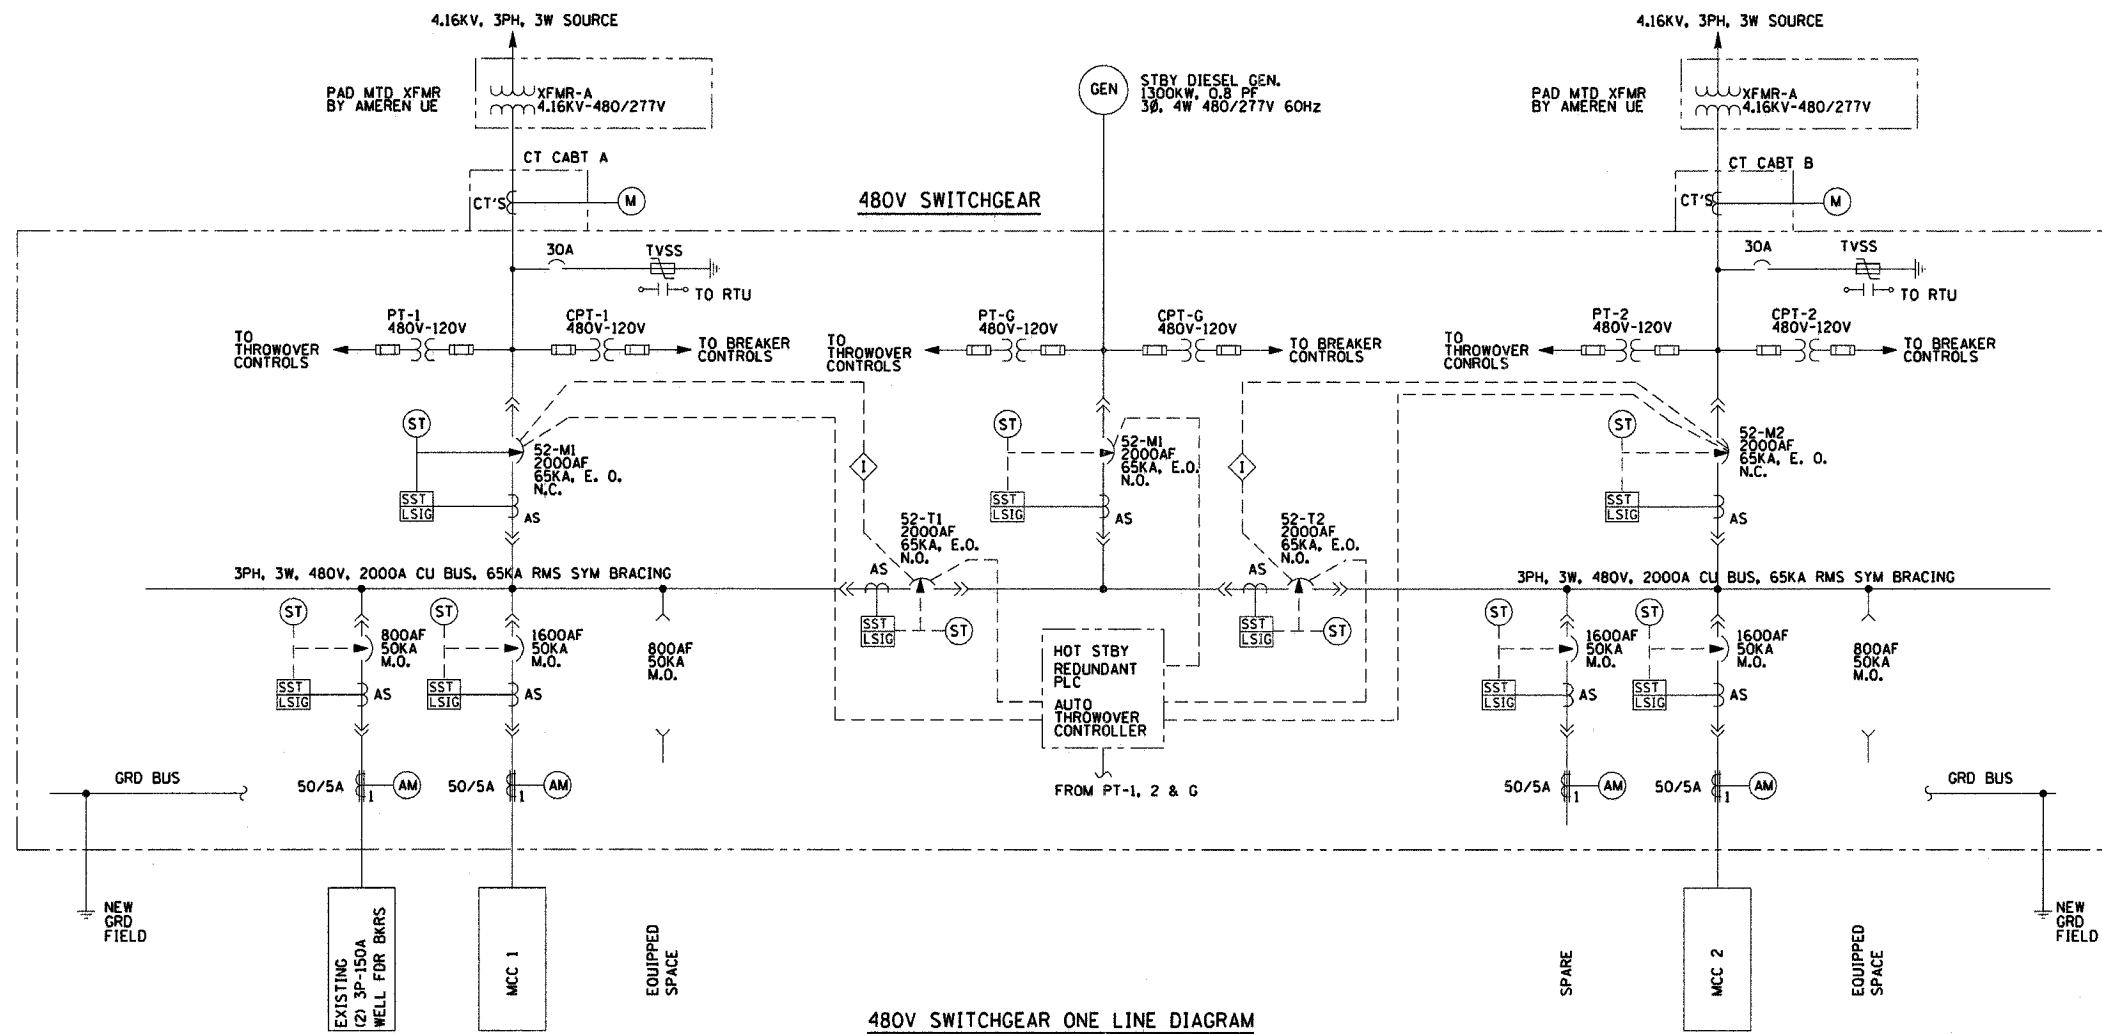 4.16KV, 3PH, 3W SOURCE
PAD MTD XFMR
BY AMEREN UE
XFMR-A
4.16KV-480/277V
CT CABT A
CT'S
M
GEN
STBY DIESEL GEN.
1300KW, 0.8 PF
3Ø, 4W 480/277V 60Hz
480V SWITCHGEAR
4.16KV, 3PH, 3W SOURCE
PAD MTD XFMR
BY AMEREN UE
XFMR-A
4.16KV-480/277V
CT CABT B
CT'S
M
30A
TVSS
TO RTU
30A
TVSS
TO RTU
PT-1
480V-120V
CPT-1
480V-120V
TO
THROWOVER
CONTROLS
TO BREAKER
CONTROLS
PT-G
480V-120V
CPT-G
480V-120V
TO
THROWOVER
CONTROLS
TO BREAKER
CONTROLS
PT-2
480V-120V
CPT-2
480V-120V
TO
THROWOVER
CONROLS
TO BREAKER
CONTROLS
ST
52-M1
2000AF
65KA, E. O.
N.C.
SST
LSIG
AS
I
ST
52-M1
2000AF
65KA, E.O.
N.O.
SST
LSIG
AS
I
ST
52-M2
2000AF
65KA, E. O.
N.C.
SST
LSIG
AS
52-T1
2000AF
65KA, E.O.
N.O.
AS
SST
LSIG
ST
52-T2
2000AF
65KA, E.O.
N.O.
AS
SST
LSIG
ST
3PH, 3W, 480V, 2000A CU BUS, 65KA RMS SYM BRACING
3PH, 3W, 480V, 2000A CU BUS, 65KA RMS SYM BRACING
ST
800AF
50KA
M.O.
SST
LSIG
AS
ST
1600AF
50KA
M.O.
SST
LSIG
AS
800AF
50KA
M.O.
HOT STBY
REDUNDANT
PLC
AUTO
THROWOVER
CONTROLLER
FROM PT-1, 2 & G
ST
1600AF
50KA
M.O.
SST
LSIG
AS
ST
1600AF
50KA
M.O.
SST
LSIG
AS
800AF
50KA
M.O.
GRD BUS
50/5A
1
AM
50/5A
1
AM
50/5A
1
AM
50/5A
1
AM
GRD BUS
NEW
GRD
FIELD
EXISTING
(2) 3P-150A
WELL FOR BKRS
MCC 1
EQUIPPED
SPACE
SPARE
MCC 2
EQUIPPED
SPACE
NEW
GRD
FIELD
480V SWITCHGEAR ONE LINE DIAGRAM